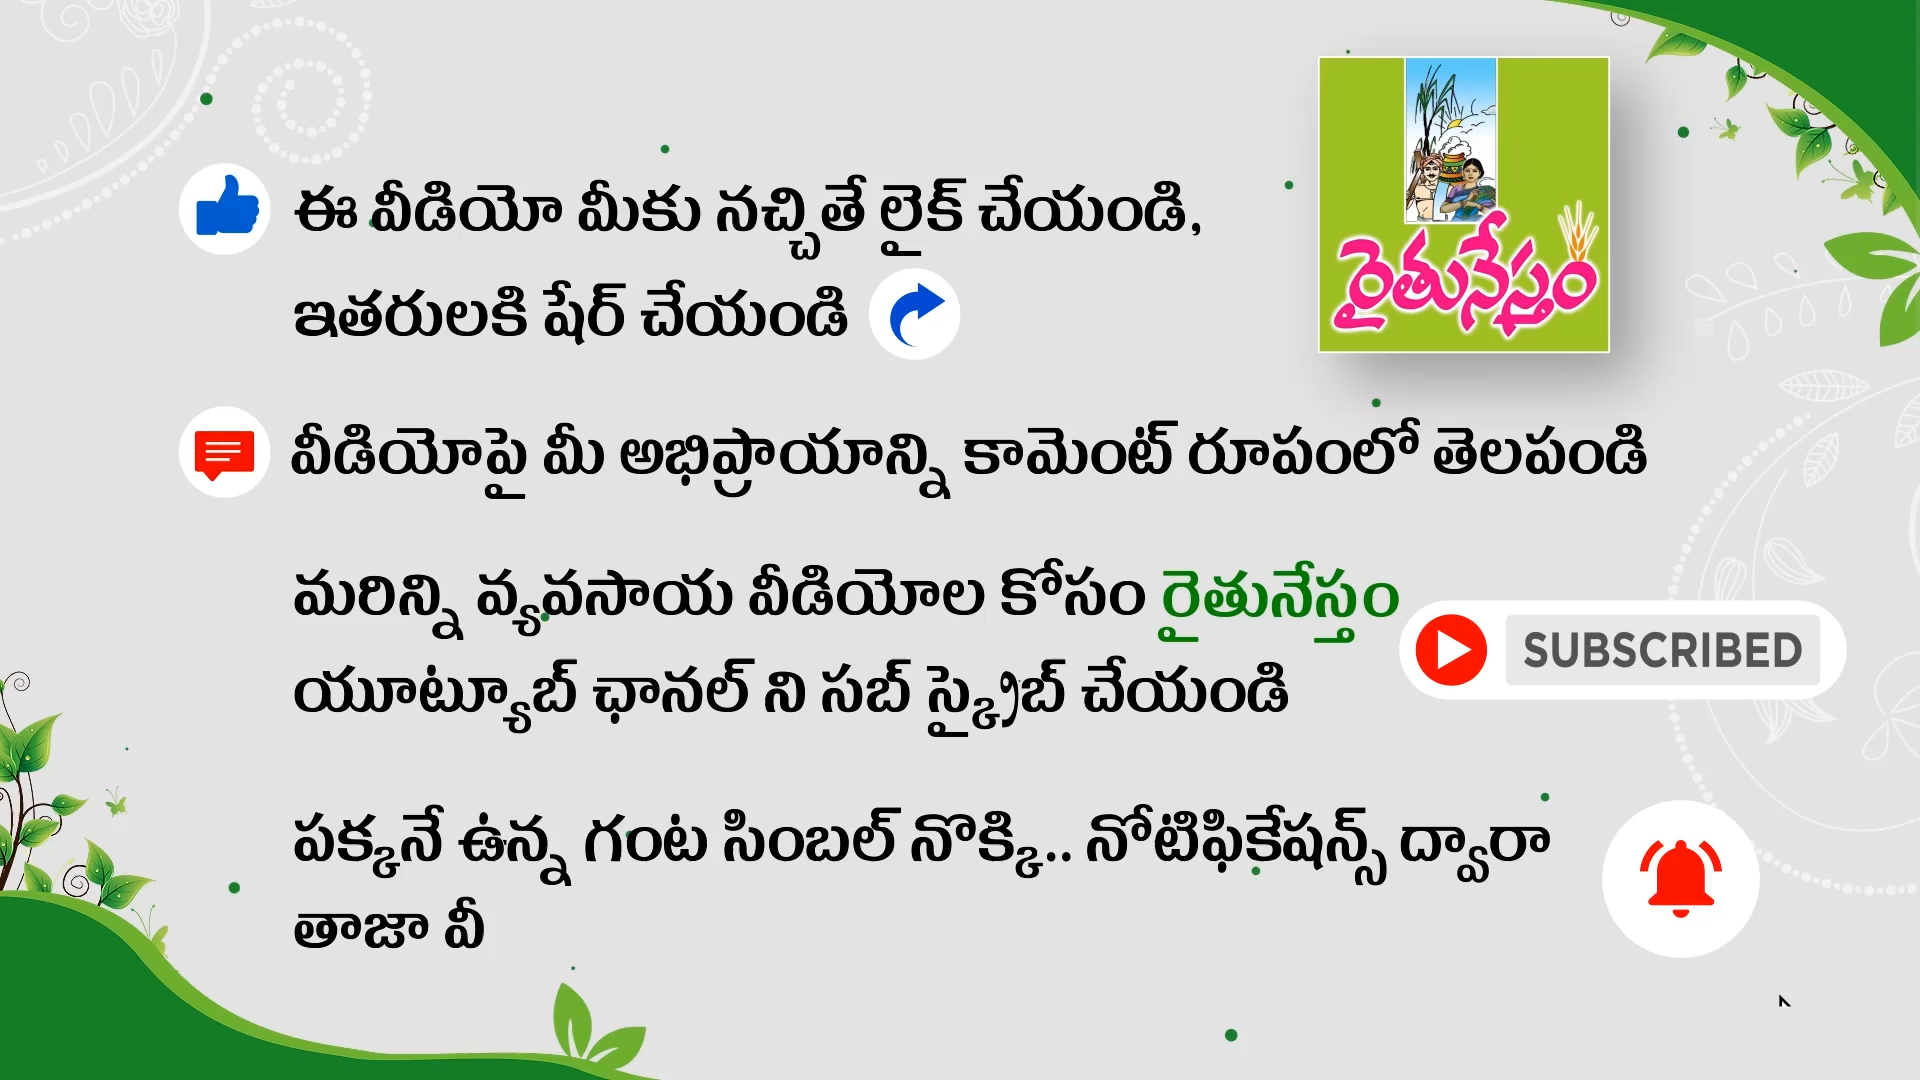 ఈ వీడియో మీకు నచ్చితే లైక్ చేయండి,
ఇతరులకి షేర్ చేయండి
రైతునేస్తం
వీడియోపై మీ అభిప్రాయాన్ని కామెంట్ రూపంలో తెలపండి
మరిన్ని వ్యవసాయ వీడియోల కోసం రైతునేస్తం
యూట్యూబ్ ఛానల్ ని సబ్ స్క్రైబ్ చేయండి
SUBSCRIBED
పక్కనే ఉన్న గంట సింబల్ నొక్కి.. నోటిఫికేషన్స్ ద్వారా
తాజా వీ